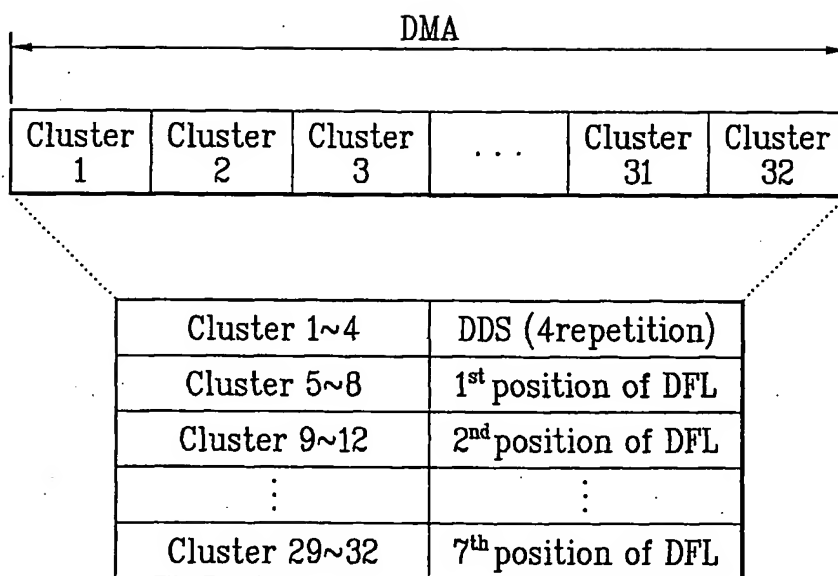 DMA
Cluster 1 Cluster 2 Cluster 3 . . . Cluster 31 Cluster 32
Cluster 1~4 DDS (4repetition)
Cluster 5~8 1st position of DFL
Cluster 9~12 2nd position of DFL
⋮ ⋮
Cluster 29~32 7th position of DFL